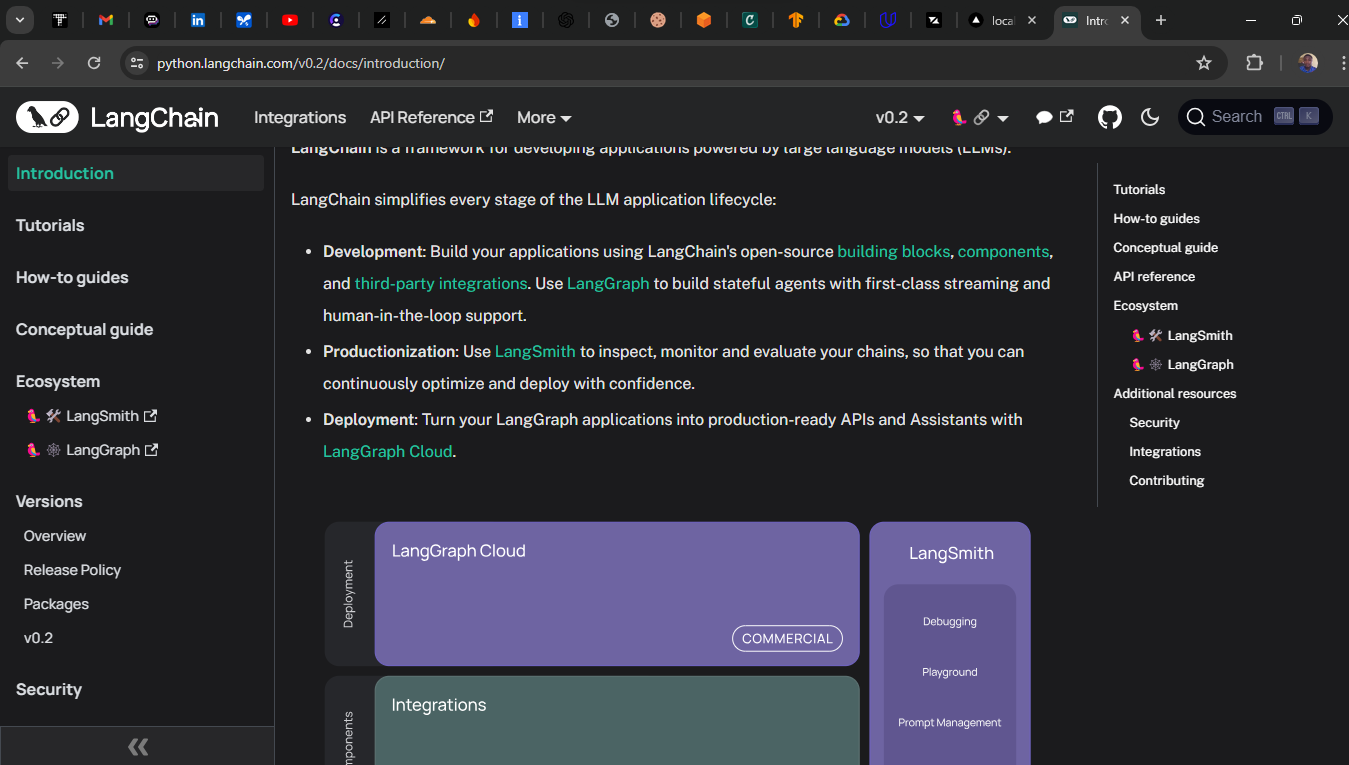 loca
Intro
python.langchain.com/v0.2/docs/introduction/
LangChain
Integrations
API Reference
More
v0.2
Search
CTRL
K
Introduction
Tutorials
How-to guides
Conceptual guide
Ecosystem
LangSmith
LangGraph
Versions
Overview
Release Policy
Packages
v0.2
Security
LangChain is a framework for developing applications powered by large language models (LLMs).
LangChain simplifies every stage of the LLM application lifecycle:
Development: Build your applications using LangChain's open-source building blocks, components,
and third-party integrations. Use LangGraph to build stateful agents with first-class streaming and
human-in-the-loop support.
Productionization: Use LangSmith to inspect, monitor and evaluate your chains, so that you can
continuously optimize and deploy with confidence.
Deployment: Turn your LangGraph applications into production-ready APIs and Assistants with
LangGraph Cloud.
Deployment
LangGraph Cloud
COMMERCIAL
mponents
Integrations
LangSmith
Debugging
Playground
Prompt Management
Tutorials
How-to guides
Conceptual guide
API reference
Ecosystem
LangSmith
LangGraph
Additional resources
Security
Integrations
Contributing